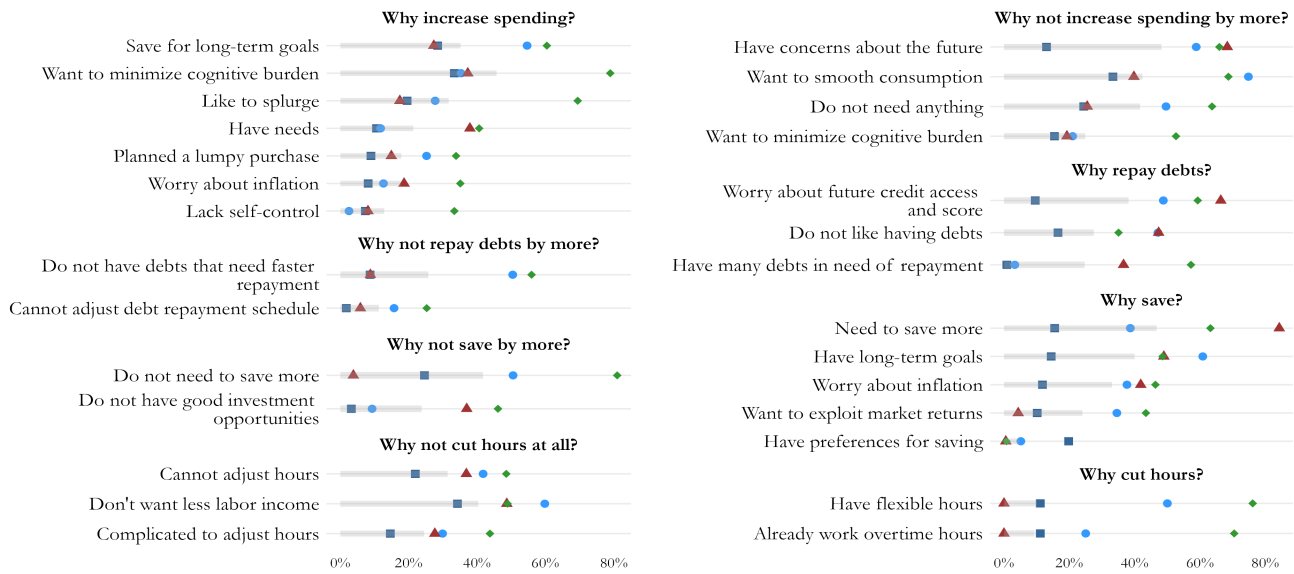 Why increase spending?
Save for long-term goals
Want to minimize cognitive burden
Like to splurge
Have needs
Planned a lumpy purchase
Worry about inflation
Lack self-control
Why not repay debts by more?
Do not have debts that need faster
repayment
Cannot adjust debt repayment schedule
Why not save by more?
Do not need to save more
Do not have good investment
opportunities
Why not cut hours at all?
Cannot adjust hours
Don't want less labor income
Complicated to adjust hours
0% 20% 40% 60% 80%
Why not increase spending by more?
Have concerns about the future
Want to smooth consumption
Do not need anything
Want to minimize cognitive burden
Why repay debts?
Worry about future credit access
and score
Do not like having debts
Have many debts in need of repayment
Why save?
Need to save more
Have long-term goals
Worry about inflation
Want to exploit market returns
Have preferences for saving
Why cut hours?
Have flexible hours
Already work overtime hours
0% 20% 40% 60% 80%